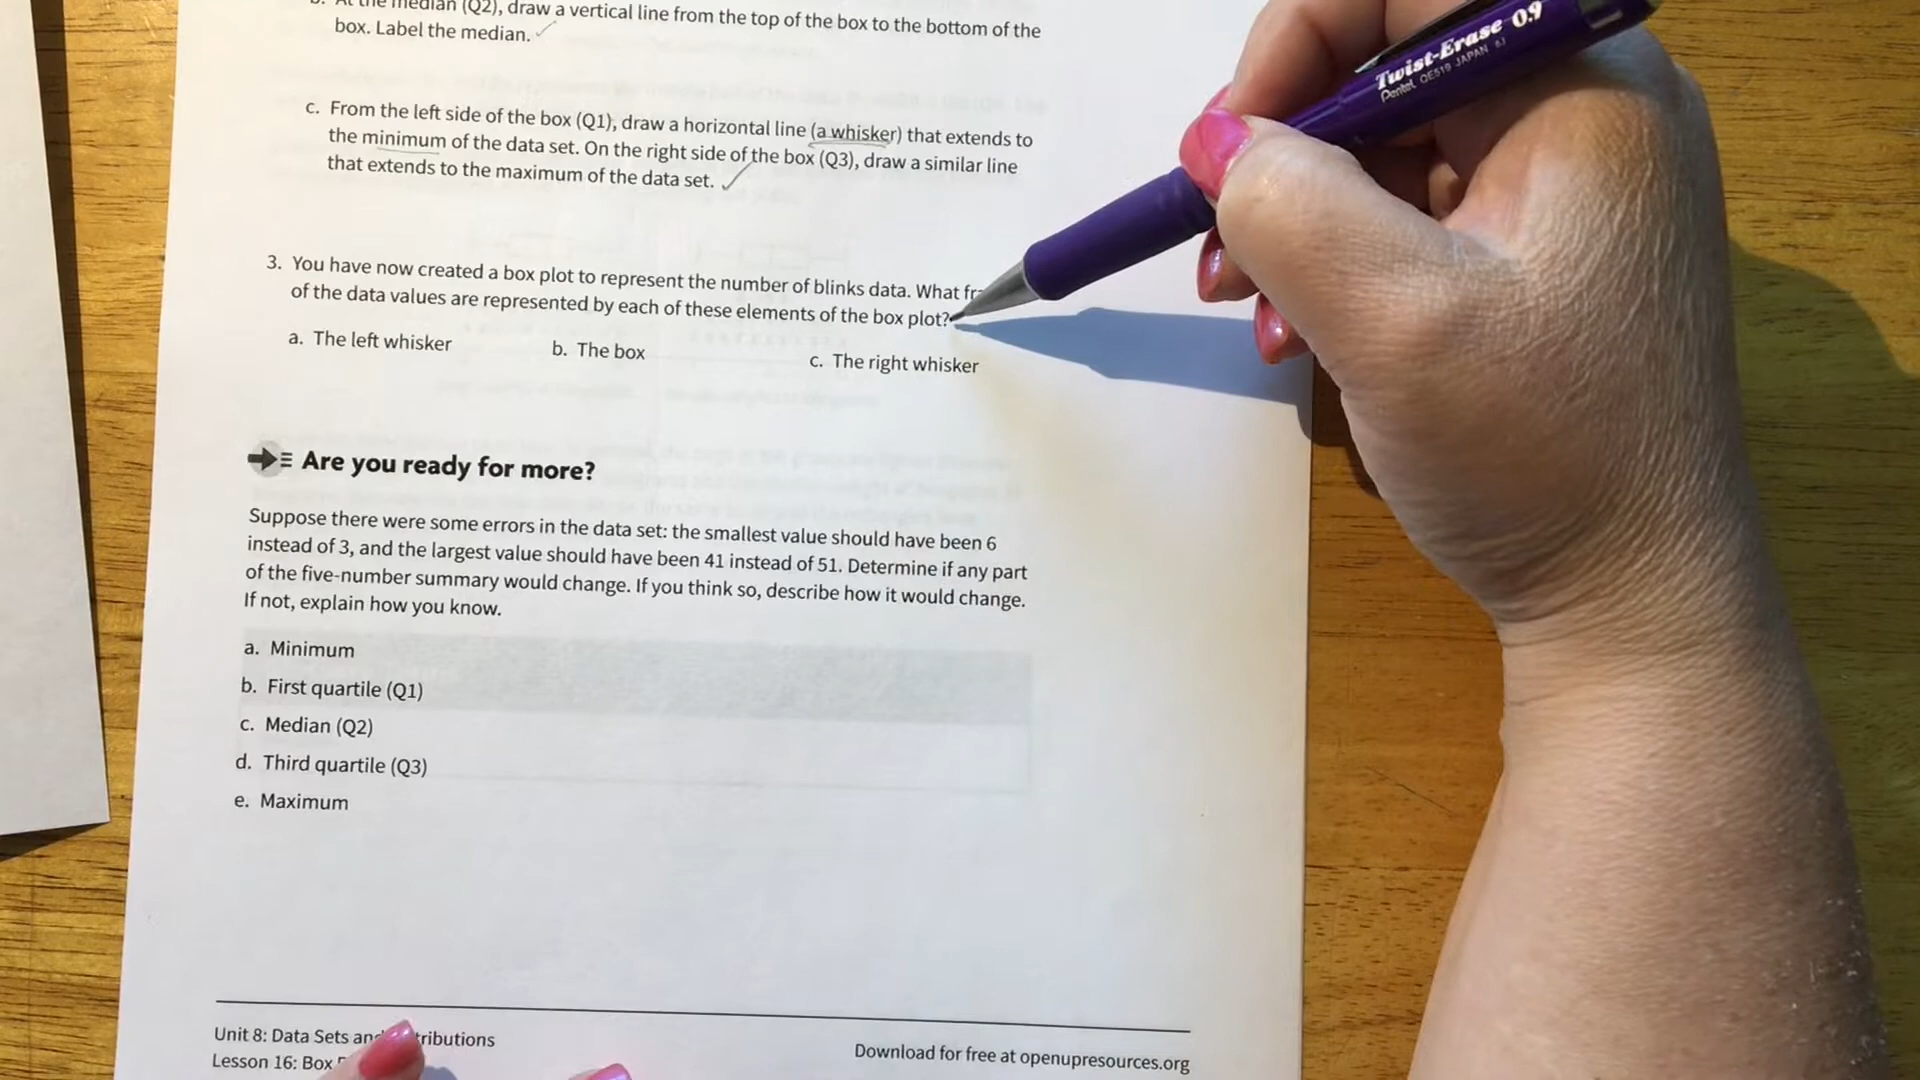 At the median (Q2), draw a vertical line from the top of the box to the bottom of the
box. Label the median.
c. From the left side of the box (Q1), draw a horizontal line (a whisker) that extends to
the minimum of the data set. On the right side of the box (Q3), draw a similar line
that extends to the maximum of the data set.
3. You have now created a box plot to represent the number of blinks data. What
of the data values are represented by each of these elements of the box plot?
a. The left whisker b. The box c. The right whisker
Are you ready for more?
Suppose there were some errors in the data set: the smallest value should have been 6
instead of 3, and the largest value should have been 41 instead of 51. Determine if any part
of the five-number summary would change. If you think so, describe how it would change.
If not, explain how you know.
a. Minimum
b. First quartile (Q1)
c. Median (Q2)
d. Third quartile (Q3)
e. Maximum
Unit 8: Data Sets
Lesson 16: Box
Download for free at openupresources.org
Twist-Erase 0.9
Pentel QE519 JAPAN